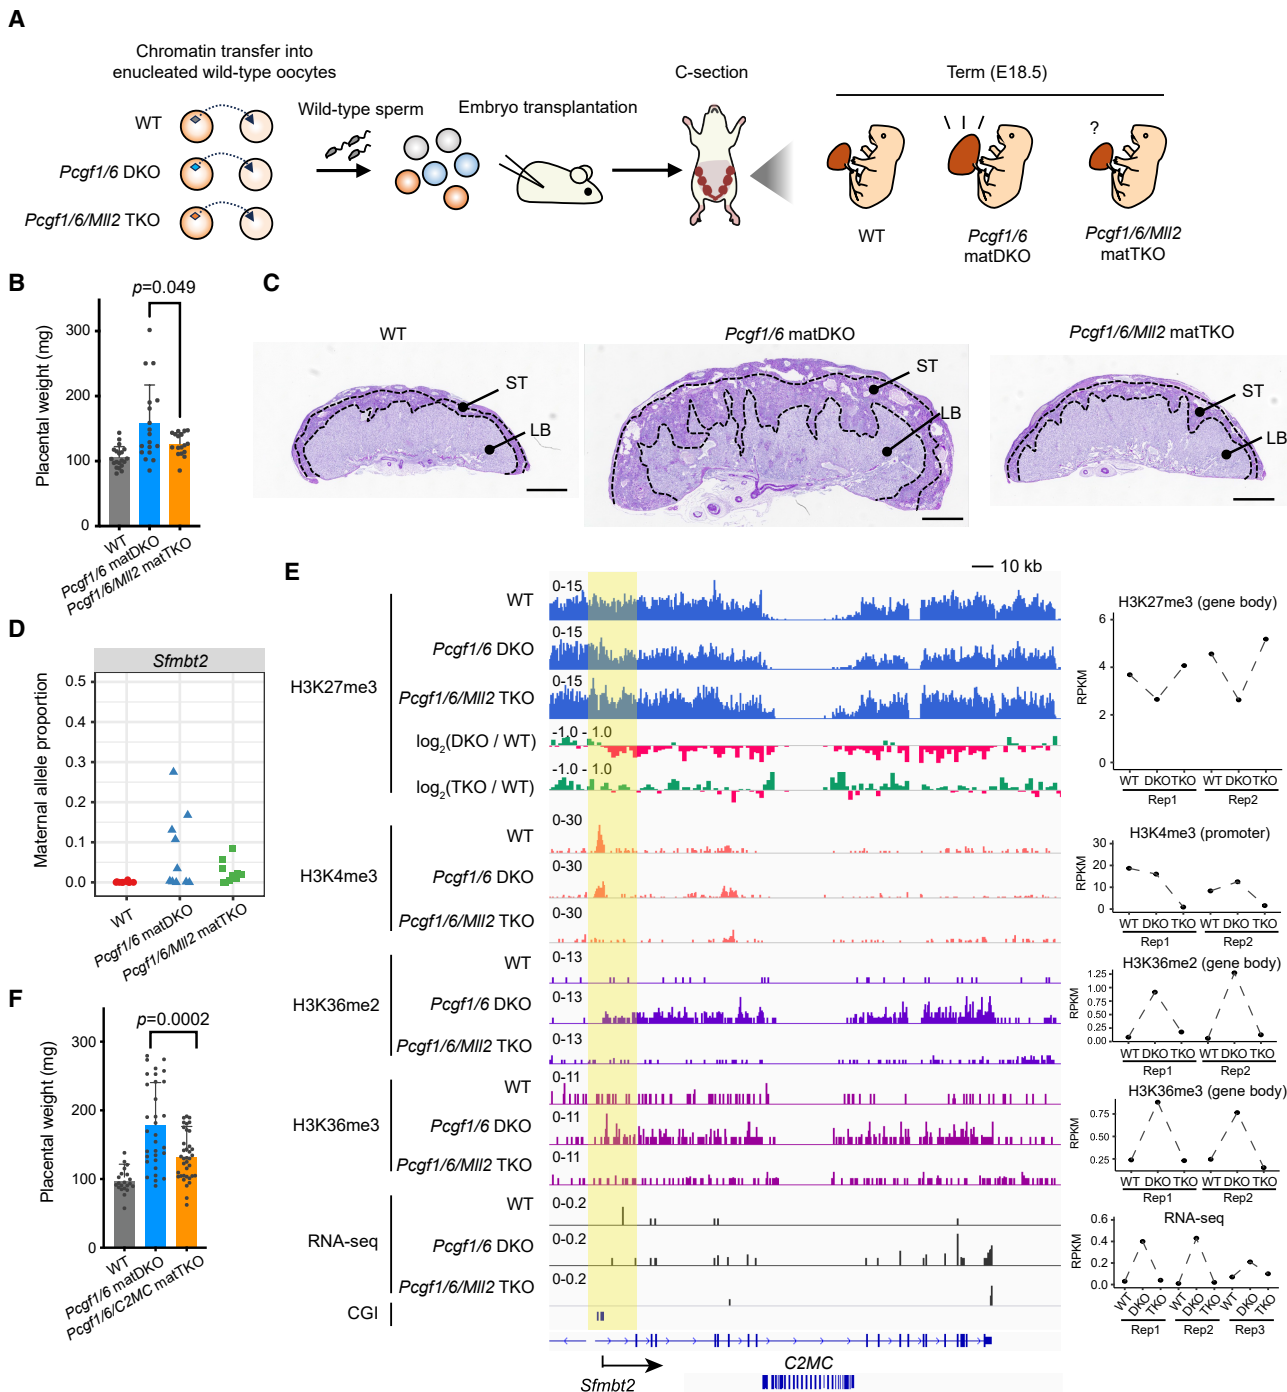 A
Chromatin transfer into
enucleated wild-type oocytes
WT
Pcgf1/6 DKO
Pcgf1/6/Mll2 TKO
Wild-type sperm
Embryo transplantation
C-section
Term (E18.5)
?
WT
Pcgf1/6
matDKO
Pcgf1/6/Mll2
matTKO
B
p=0.049
Placental weight (mg)
300
200
100
0
WT
Pcgf1/6 matDKO
Pcgf1/6/Mll2 matTKO
C
WT
Pcgf1/6 matDKO
Pcgf1/6/Mll2 matTKO
ST
LB
ST
LB
ST
LB
D
Sfmbt2
Maternal allele proportion
0.5
0.4
0.3
0.2
0.1
0.0
WT
Pcgf1/6 matDKO
Pcgf1/6/Mll2 matTKO
E
10 kb
H3K27me3
WT
0-15
Pcgf1/6 DKO
0-15
Pcgf1/6/Mll2 TKO
0-15
log2(DKO / WT)
-1.0 - 1.0
log2(TKO / WT)
-1.0 - 1.0
H3K4me3
WT
0-30
Pcgf1/6 DKO
0-30
Pcgf1/6/Mll2 TKO
0-30
H3K36me2
WT
0-13
Pcgf1/6 DKO
0-13
Pcgf1/6/Mll2 TKO
0-13
H3K36me3
WT
0-11
Pcgf1/6 DKO
0-11
Pcgf1/6/Mll2 TKO
0-11
RNA-seq
WT
0-0.2
Pcgf1/6 DKO
0-0.2
Pcgf1/6/Mll2 TKO
0-0.2
CGI
Sfmbt2
C2MC
H3K27me3 (gene body)
RPKM
6
4
2
0
WT DKO TKO WT DKO TKO
Rep1 Rep2
H3K4me3 (promoter)
RPKM
30
20
10
0
WT DKO TKO WT DKO TKO
Rep1 Rep2
H3K36me2 (gene body)
RPKM
1.25
1.00
0.75
0.50
0.25
0.00
WT DKO TKO WT DKO TKO
Rep1 Rep2
H3K36me3 (gene body)
RPKM
0.75
0.50
0.25
WT DKO TKO WT DKO TKO
Rep1 Rep2
RNA-seq
RPKM
0.6
0.4
0.2
0.0
WT DKO TKO WT DKO TKO WT DKO TKO
Rep1 Rep2 Rep3
F
p=0.0002
Placental weight (mg)
300
200
100
0
WT
Pcgf1/6 matDKO
Pcgf1/6/C2MC matTKO